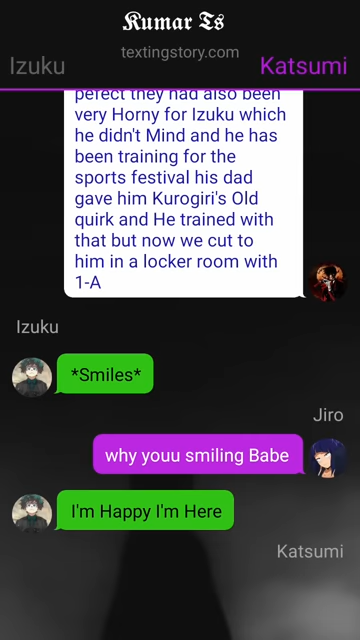 Kumar Ts
textingstory.com
Izuku
Katsumi
pefect they had also been
very Horny for Izuku which
he didn't Mind and he has
been training for the
sports festival his dad
gave him Kurogiri's Old
quirk and He trained with
that but now we cut to
him in a locker room with
1-A
Izuku
*Smiles*
Jiro
why youu smiling Babe
I'm Happy I'm Here
Katsumi